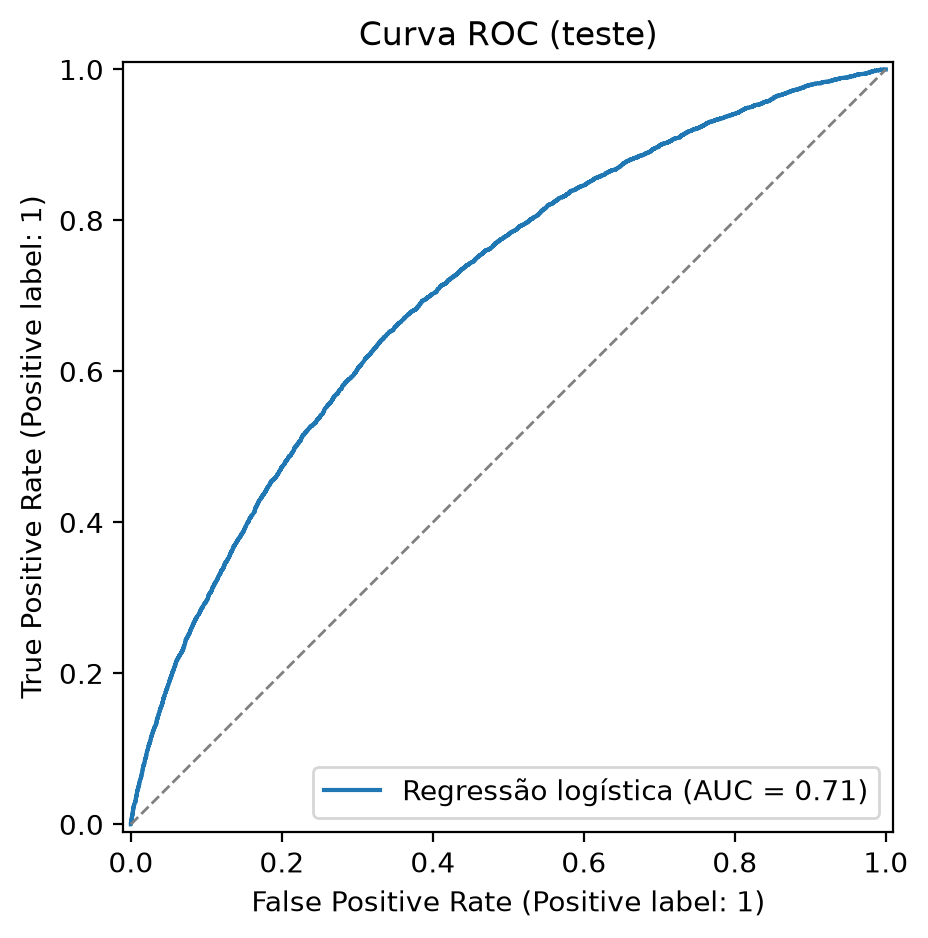 Curva ROC (teste)
True Positive Rate (Positive label: 1)
1.0
0.8
0.6
0.4
0.2
0.0
Regressão logística (AUC = 0.71)
0.0 0.2 0.4 0.6 0.8 1.0
False Positive Rate (Positive label: 1)